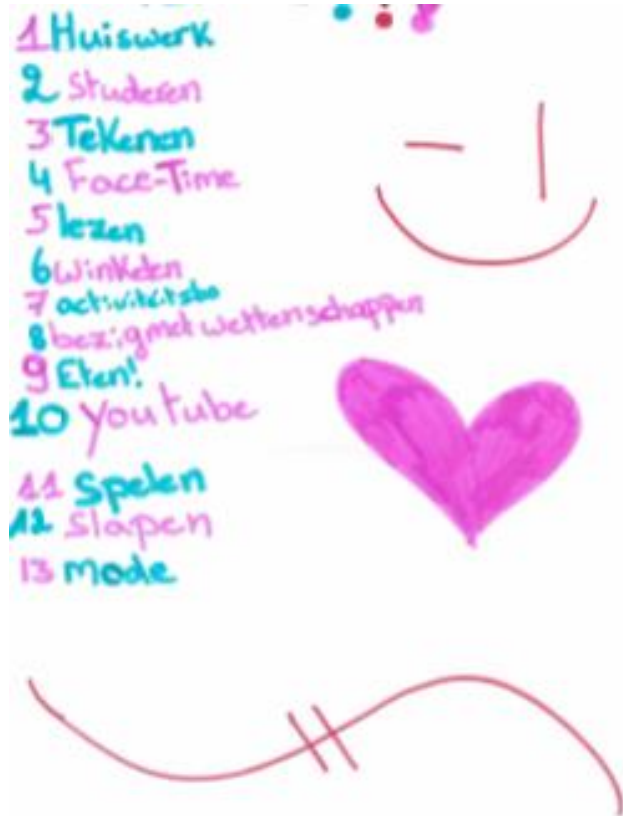 1 Huiswerk
2 Studeren
3 Tekenen
4 Face-Time
5 lezen
6 winkelen
7
8 bezig met wettenschappen
9 Eten!
10 youtube
11 Spelen
12 slapen
13 mode